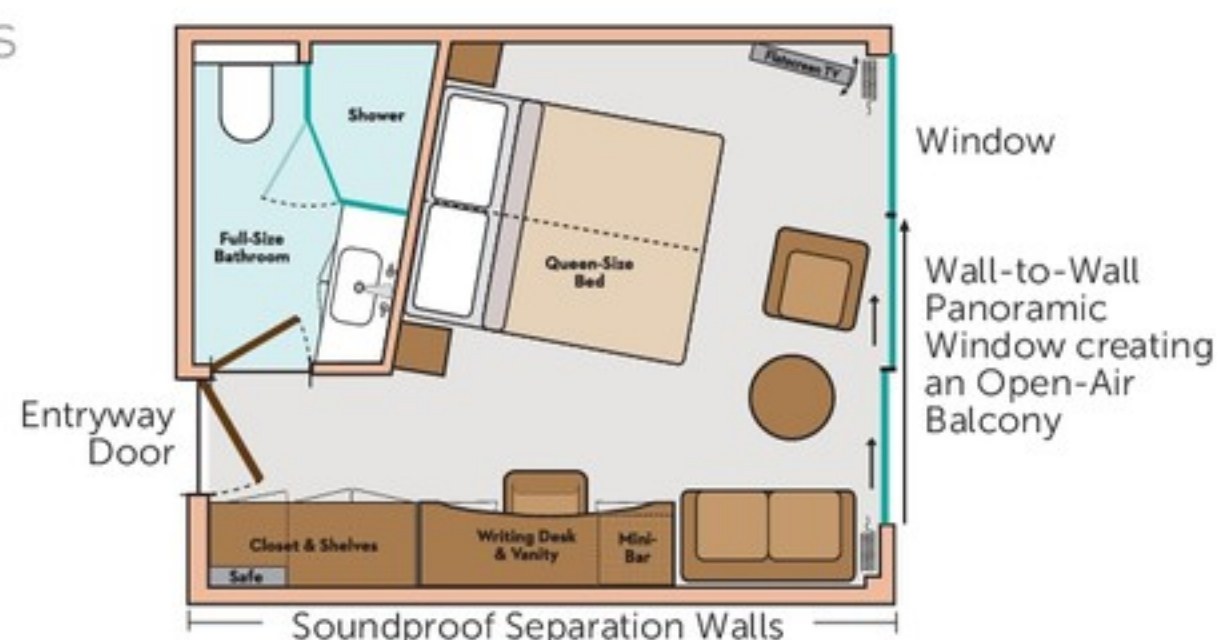 S
Flatscreen TV
Shower
Window
Full-Size
Bathroom
Queen-Size
Bed
Wall-to-Wall
Panoramic
Window creating
an Open-Air
Balcony
Entryway
Door
Closet & Shelves
Safe
Writing Desk
& Vanity
Mini-
Bar
Soundproof Separation Walls